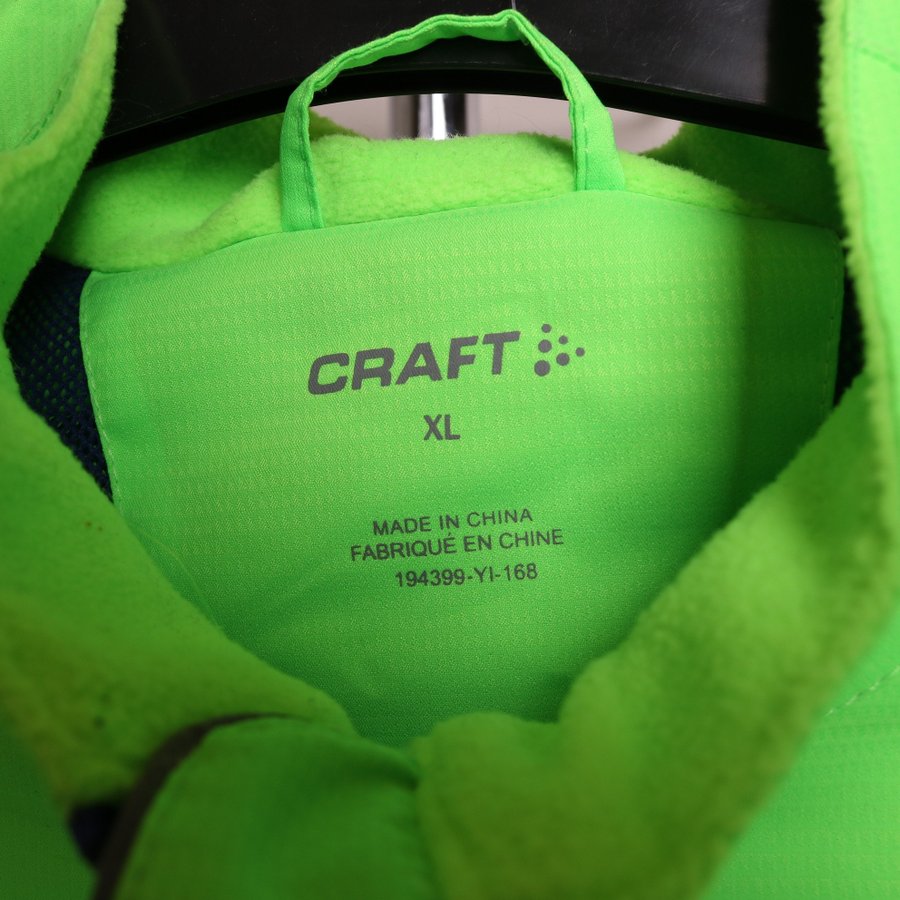 CRAFT
XL
MADE IN CHINA
FABRIQUÉ EN CHINE
194399-YI-168